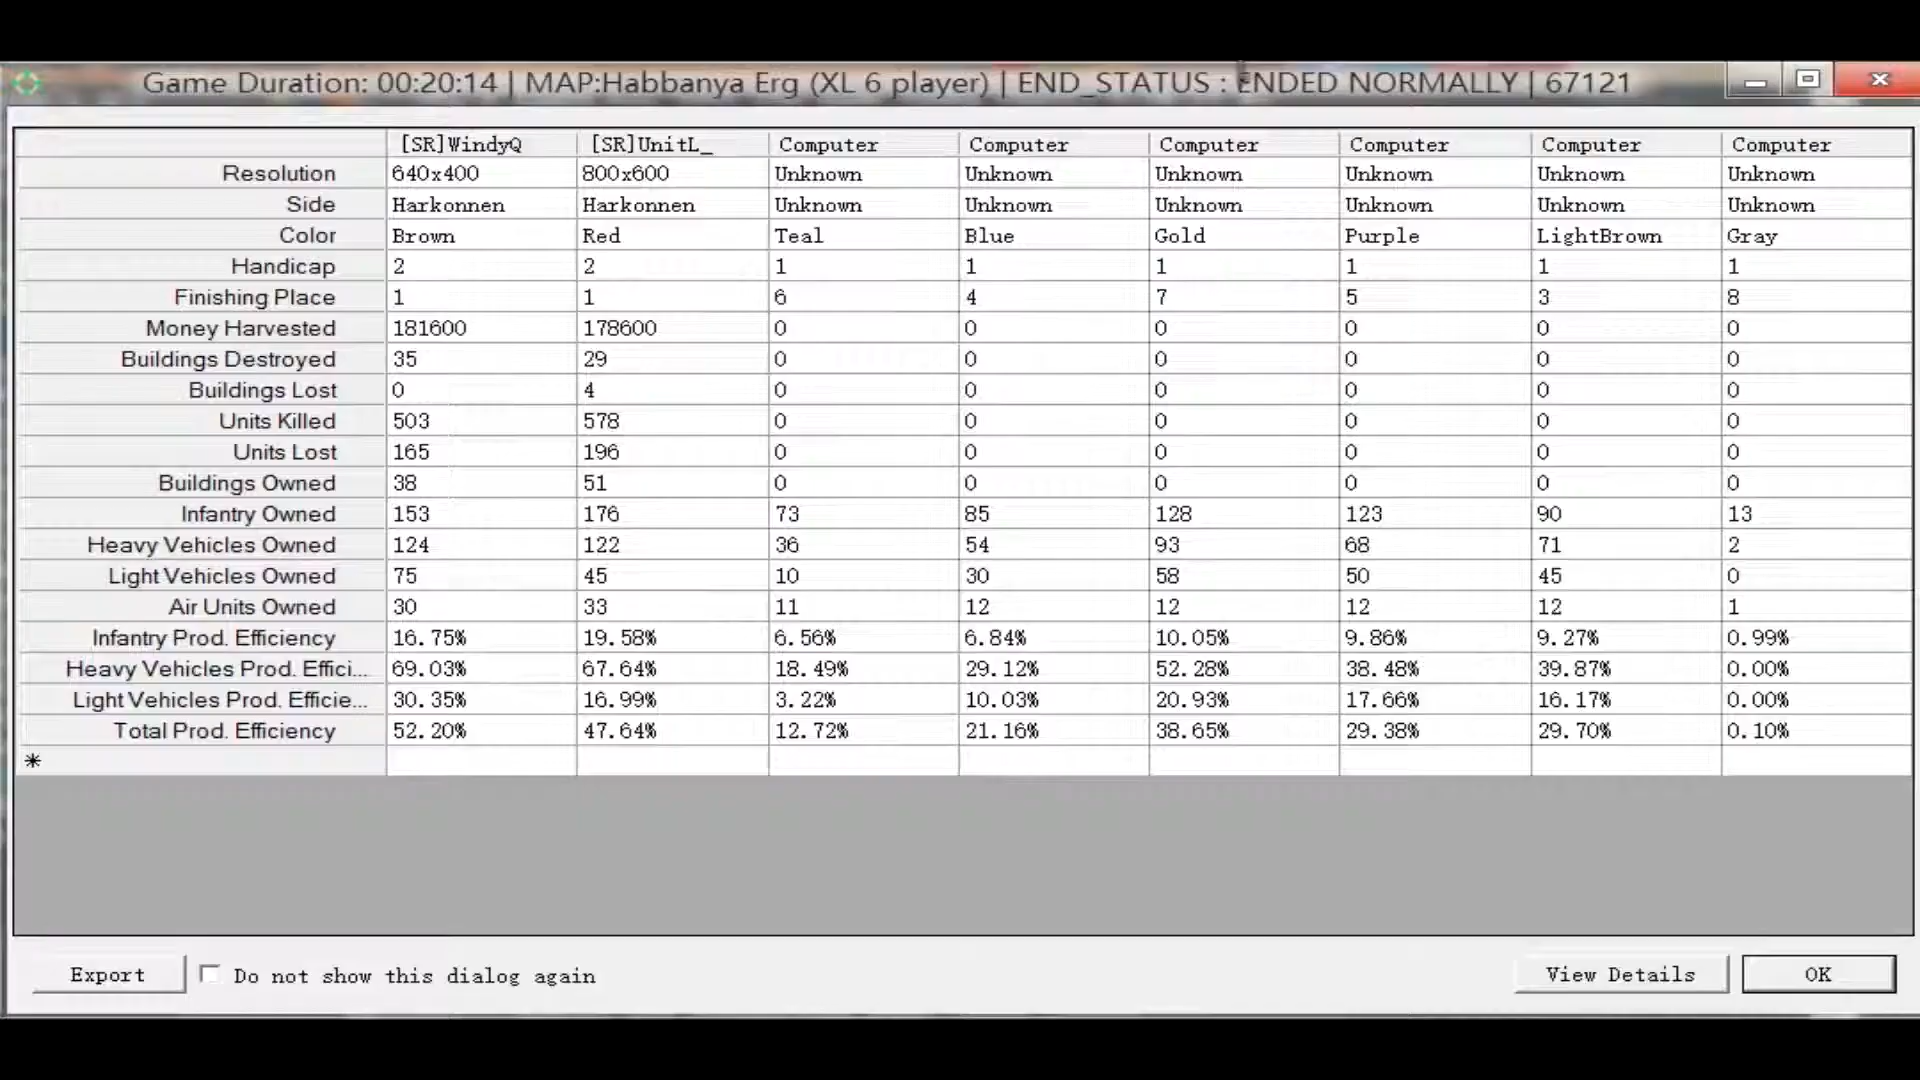 Game Duration: 00:20:14 | MAP:Habbanya Erg (XL 6 player) | END_STATUS : ENDED NORMALLY | 67121
[SR]WindyQ [SR]UnitL_ Computer Computer Computer Computer Computer Computer
Resolution 640x400 800x600 Unknown Unknown Unknown Unknown Unknown Unknown
Side Harkonnen Harkonnen Unknown Unknown Unknown Unknown Unknown Unknown
Color Brown Red Teal Blue Gold Purple LightBrown Gray
Handicap 2 2 1 1 1 1 1 1
Finishing Place 1 1 6 4 7 5 3 8
Money Harvested 181600 178600 0 0 0 0 0 0
Buildings Destroyed 35 29 0 0 0 0 0 0
Buildings Lost 0 4 0 0 0 0 0 0
Units Killed 503 578 0 0 0 0 0 0
Units Lost 165 196 0 0 0 0 0 0
Buildings Owned 38 51 0 0 0 0 0 0
Infantry Owned 153 176 73 85 128 123 90 13
Heavy Vehicles Owned 124 122 36 54 93 68 71 2
Light Vehicles Owned 75 45 10 30 58 50 45 0
Air Units Owned 30 33 11 12 12 12 12 1
Infantry Prod. Efficiency 16.75% 19.58% 6.56% 6.84% 10.05% 9.86% 9.27% 0.99%
Heavy Vehicles Prod. Effici... 69.03% 67.64% 18.49% 29.12% 52.28% 38.48% 39.87% 0.00%
Light Vehicles Prod. Efficie... 30.35% 16.99% 3.22% 10.03% 20.93% 17.66% 16.17% 0.00%
Total Prod. Efficiency 52.20% 47.64% 12.72% 21.16% 38.65% 29.38% 29.70% 0.10%
*
Export Do not show this dialog again View Details OK